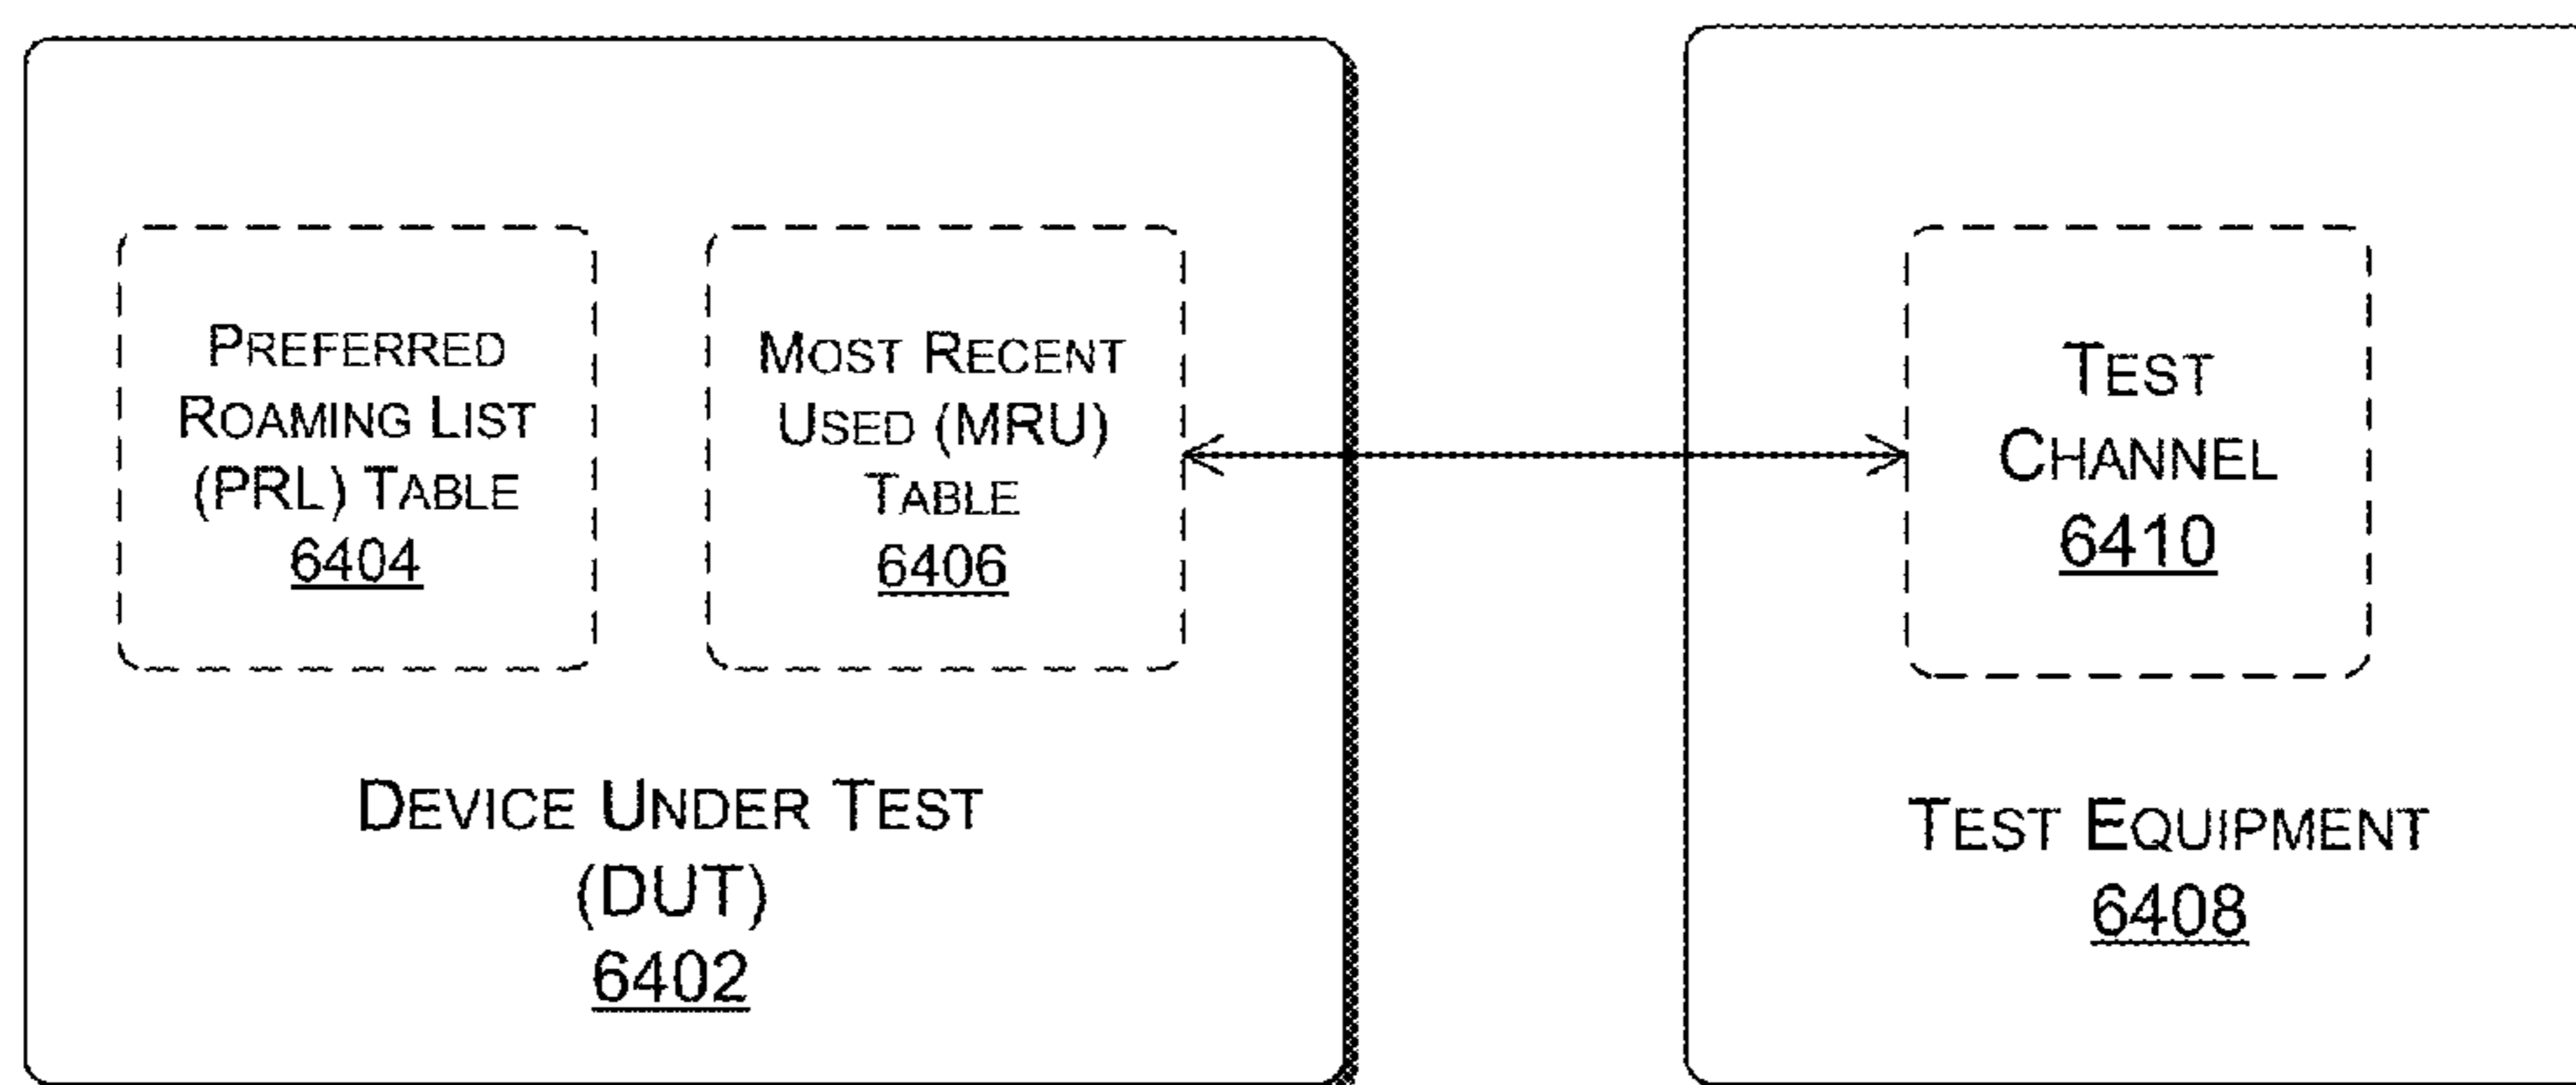 PREFERRED
ROAMING LIST
(PRL) TABLE
6404
MOST RECENT
USED (MRU)
TABLE
6406
TEST
CHANNEL
6410
DEVICE UNDER TEST
(DUT)
6402
TEST EQUIPMENT
6408